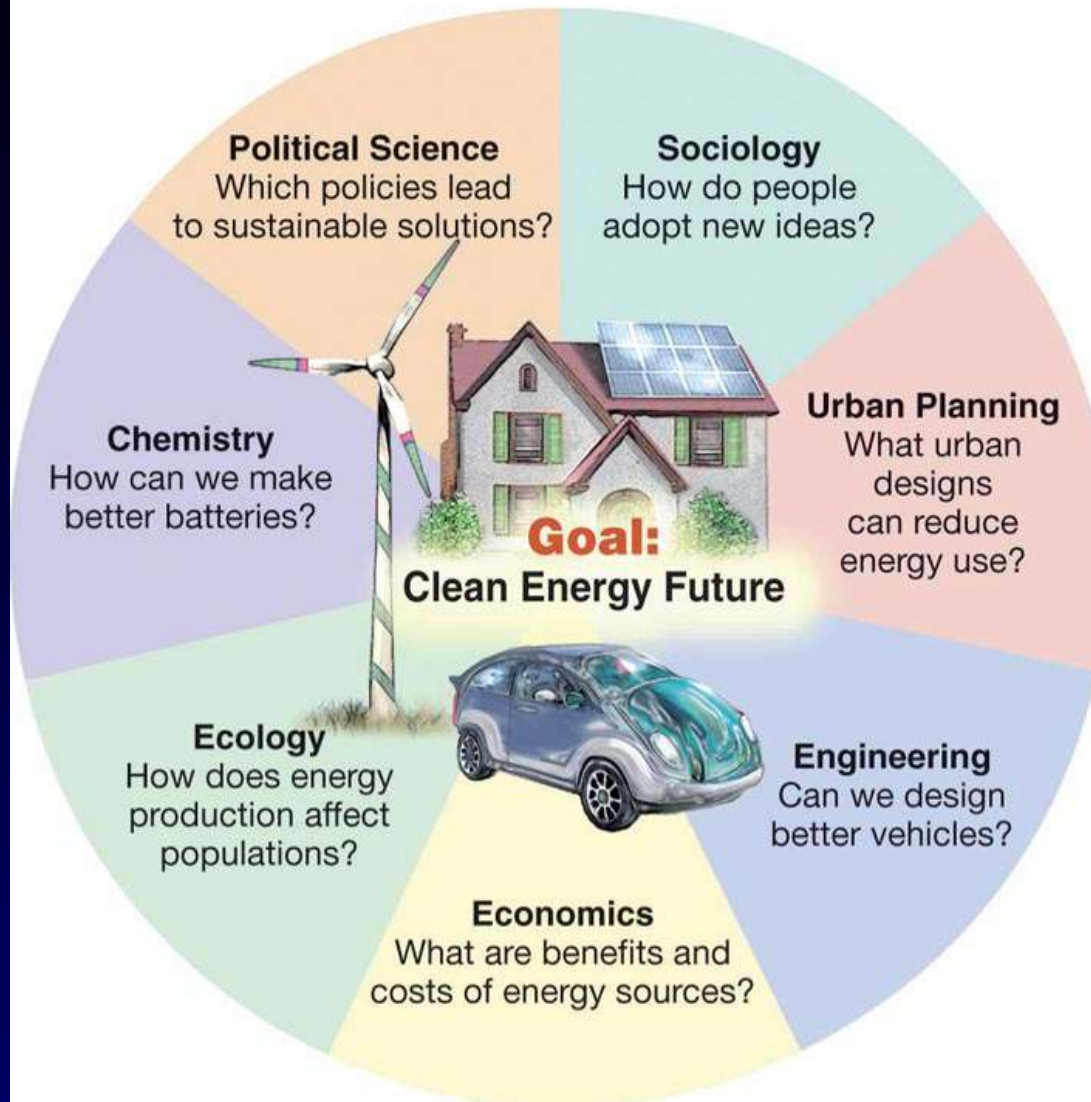 Political Science
Which policies lead
to sustainable solutions?
Sociology
How do people
adopt new ideas?
Urban Planning
What urban
designs
can reduce
energy use?
Chemistry
How can we make
better batteries?
Goal:
Clean Energy Future
Engineering
Can we design
better vehicles?
Ecology
How does energy
production affect
populations?
Economics
What are benefits and
costs of energy sources?